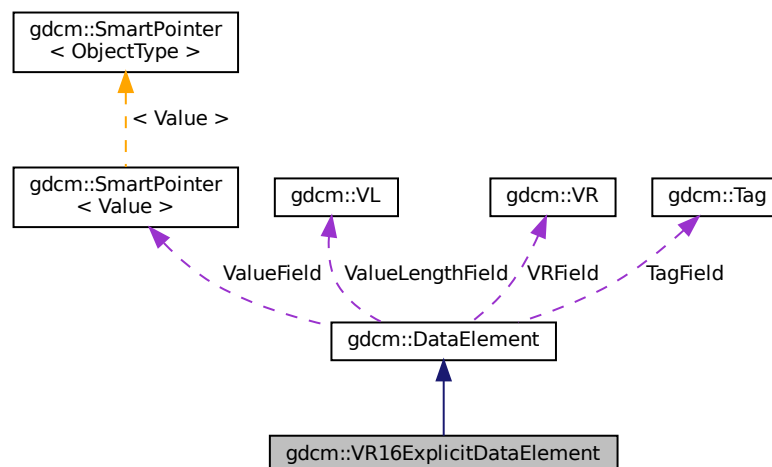 gdcm::SmartPointer
< ObjectType >
< Value >
gdcm::SmartPointer
< Value >
gdcm::VL
gdcm::VR
gdcm::Tag
ValueField
ValueLengthField
VRField
TagField
gdcm::DataElement
gdcm::VR16ExplicitDataElement